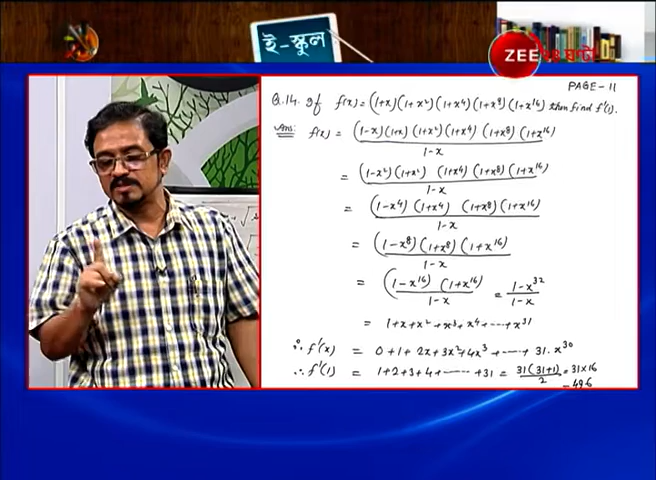 ই-স্কুল
ZEE ২৪ ঘণ্টা
PAGE-11
Q.14. If f(x) = (1+x)(1+x²)(1+x⁴)(1+x⁸)(1+x¹⁶) then find f'(1).
Ans: f(x) = (1-x)(1+x)(1+x²)(1+x⁴)(1+x⁸)(1+x¹⁶) / 1-x
= (1-x²)(1+x²)(1+x⁴)(1+x⁸)(1+x¹⁶) / 1-x
= (1-x⁴)(1+x⁴)(1+x⁸)(1+x¹⁶) / 1-x
= (1-x⁸)(1+x⁸)(1+x¹⁶) / 1-x
= (1-x¹⁶)(1+x¹⁶) / 1-x = 1-x³² / 1-x
= 1+x+x²+x³+x⁴+-----+x³¹
∴ f'(x) = 0+1+2x+3x²+4x³+-----+31.x³⁰
∴ f'(1) = 1+2+3+4+------+31 = 31(31+1)/2 = 31×16
= 496